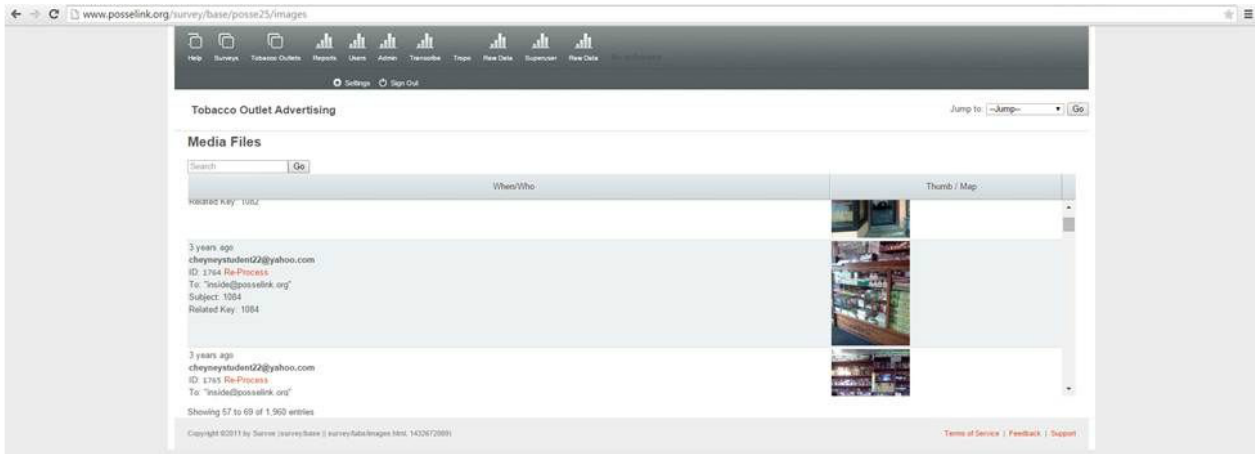 www.posselink.org/survey/base/posse25/images
Help Surveys Tobacco Outlets Reports Users Admin Transcribe Tropo Raw Data Superuser Raw Data
Settings Sign Out
Tobacco Outlet Advertising
Jump to: --Jump-- Go
Media Files
Search Go
When/Who Thumb / Map
Related Key: 1082
3 years ago
cheyneystudent22@yahoo.com
ID: 1764 Re-Process
To: "inside@posselink.org"
Subject: 1084
Related Key: 1084
3 years ago
cheyneystudent22@yahoo.com
ID: 1765 Re-Process
To: "inside@posselink.org"
Showing 57 to 69 of 1,960 entries
Copyright ©2011 by
Terms of Service | Feedback | Support